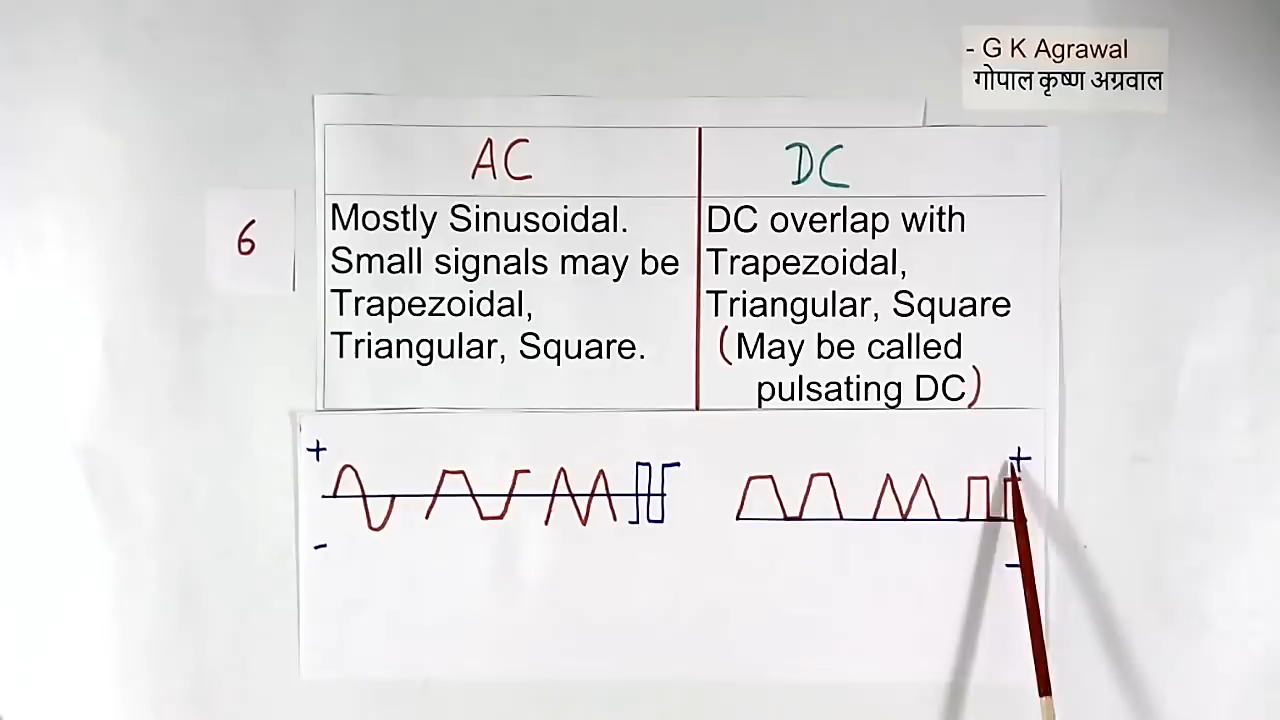 - G K Agrawal
गोपाल कृष्ण अग्रवाल
AC
DC
6
Mostly Sinusoidal.
Small signals may be
Trapezoidal,
Triangular, Square.
DC overlap with
Trapezoidal,
Triangular, Square
(May be called
pulsating DC)
+
-
+
-